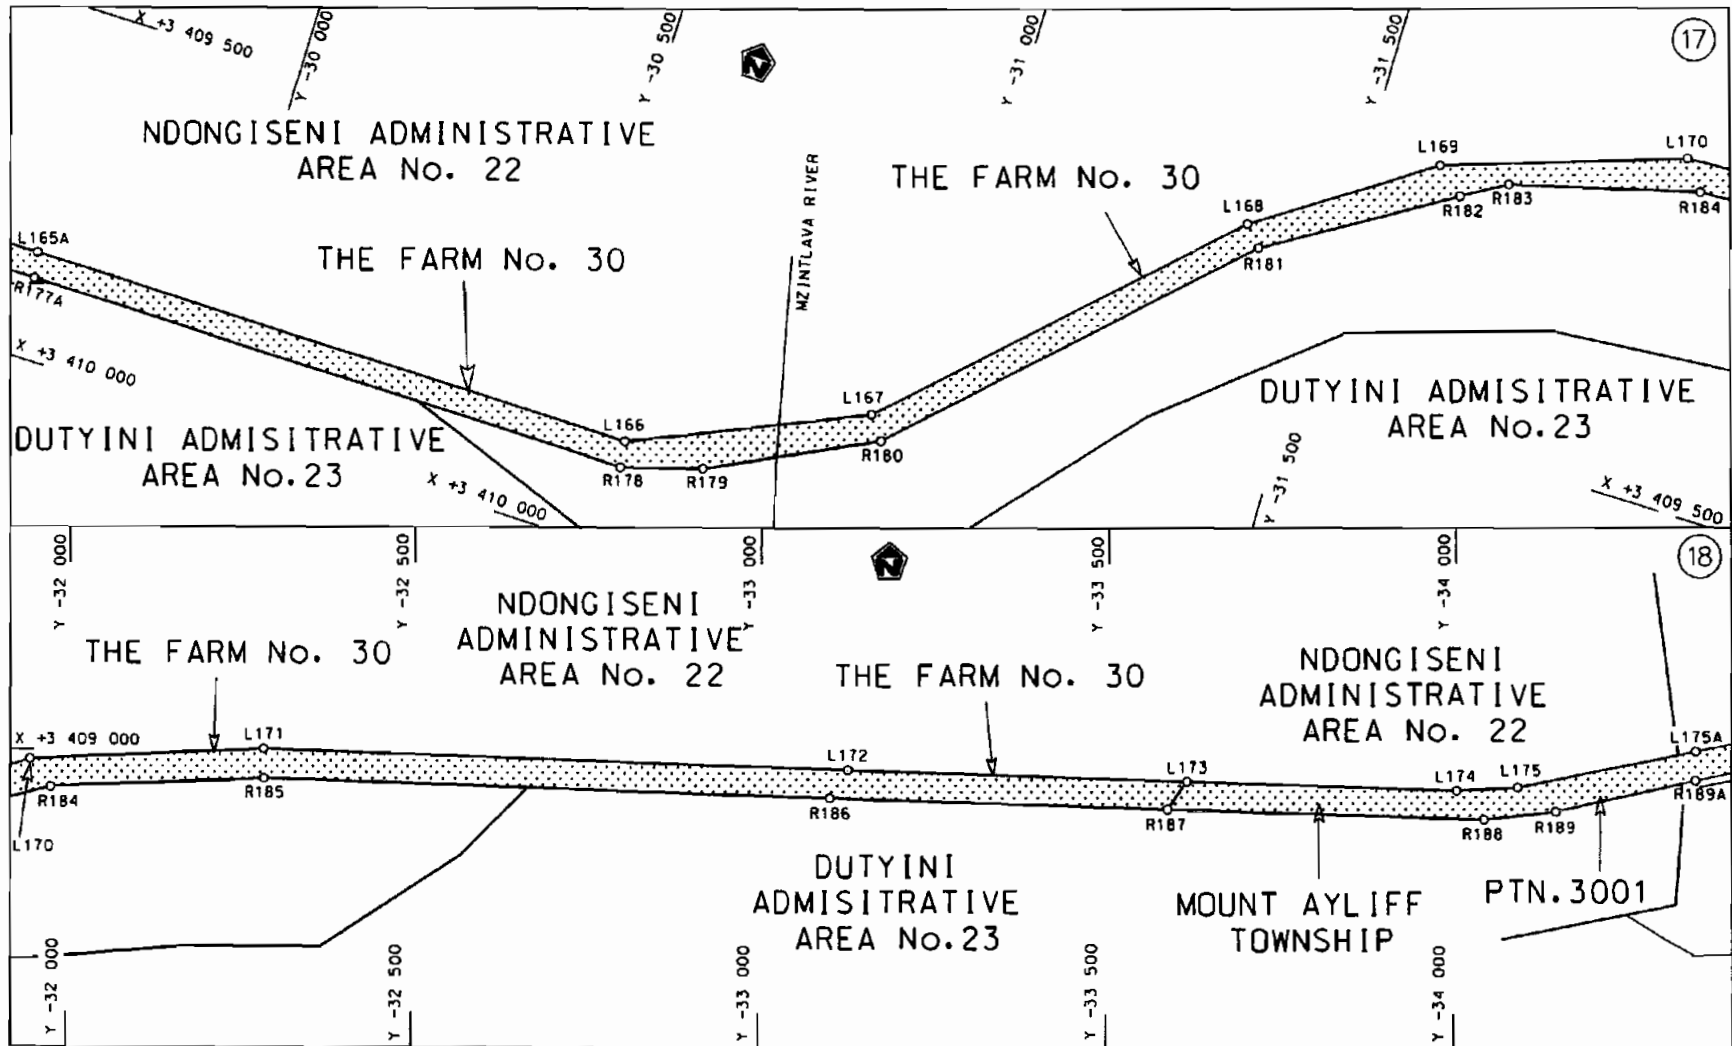 X +3 409 500
Y -30 000
Y -30 500
Y -31 000
Y -31 500
17
N
NDONGISENI ADMINISTRATIVE
AREA No. 22
THE FARM No. 30
MZINTLAVA RIVER
THE FARM No. 30
L165A
R177A
L166
L167
L168
L169
L170
R178
R179
R180
R181
R182
R183
R184
X +3 410 000
DUTYINI ADMISITRATIVE
AREA No.23
X +3 410 000
DUTYINI ADMISITRATIVE
AREA No.23
Y -31 500
X +3 409 500
Y -32 000
Y -32 500
Y -33 000
Y -33 500
Y -34 000
18
N
THE FARM No. 30
NDONGISENI
ADMINISTRATIVE
AREA No. 22
THE FARM No. 30
NDONGISENI
ADMINISTRATIVE
AREA No. 22
X +3 409 000
L171
L172
L173
L174
L175
L175A
R184
R185
R186
R187
R188
R189
R189A
L170
DUTYINI
ADMISITRATIVE
AREA No.23
MOUNT AYLIFF
TOWNSHIP
PTN.3001
Y -32 000
Y -32 500
Y -33 000
Y -33 500
Y -34 000